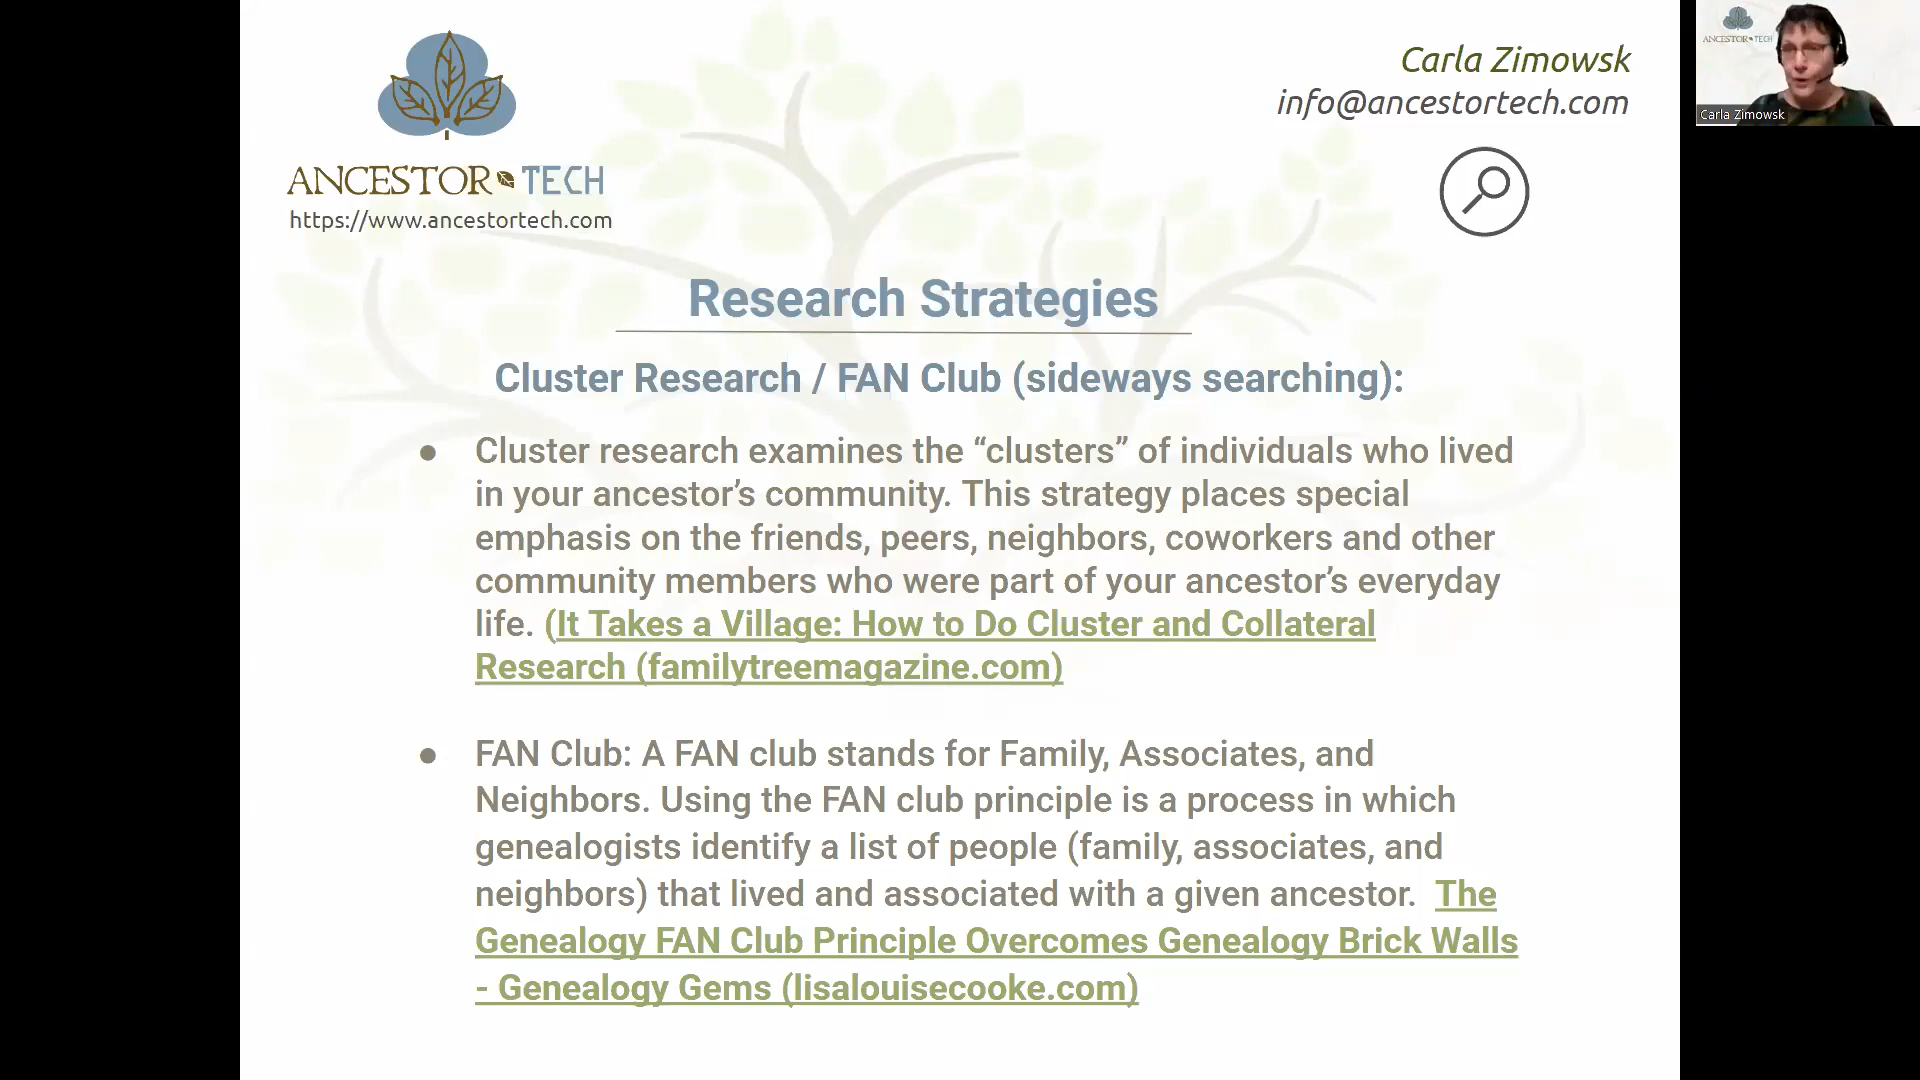 ANCESTOR TECH
https://www.ancestortech.com
Carla Zimowsk
info@ancestortech.com
ANCESTOR TECH
Carla Zimowsk
Research Strategies
Cluster Research / FAN Club (sideways searching):
● Cluster research examines the “clusters” of individuals who lived
in your ancestor’s community. This strategy places special
emphasis on the friends, peers, neighbors, coworkers and other
community members who were part of your ancestor’s everyday
life. (It Takes a Village: How to Do Cluster and Collateral
Research (familytreemagazine.com)
● FAN Club: A FAN club stands for Family, Associates, and
Neighbors. Using the FAN club principle is a process in which
genealogists identify a list of people (family, associates, and
neighbors) that lived and associated with a given ancestor. The
Genealogy FAN Club Principle Overcomes Genealogy Brick Walls
- Genealogy Gems (lisalouisecooke.com)